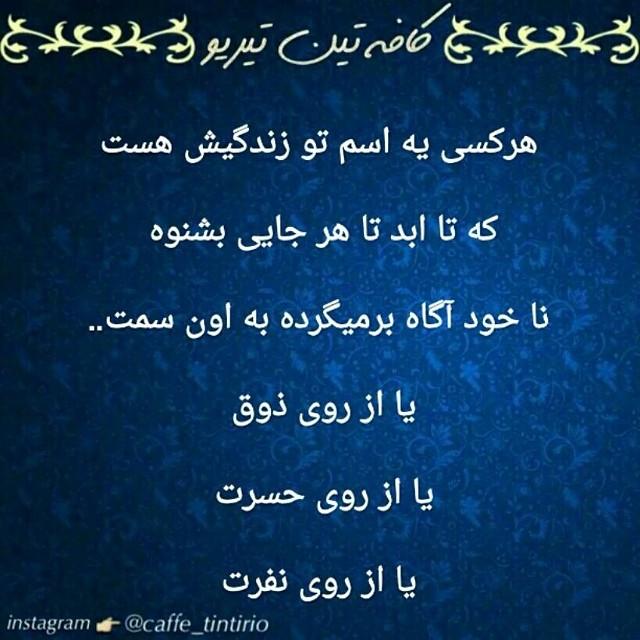 کافه تین تیریو
هرکسی یه اسم تو زندگیش هست
که تا ابد تا هر جایی بشنوه
نا خود آگاه برمیگرده به اون سمت..
یا از روی ذوق
یا از روی حسرت
یا از روی نفرت
instagram 👉 @caffe_tintirio